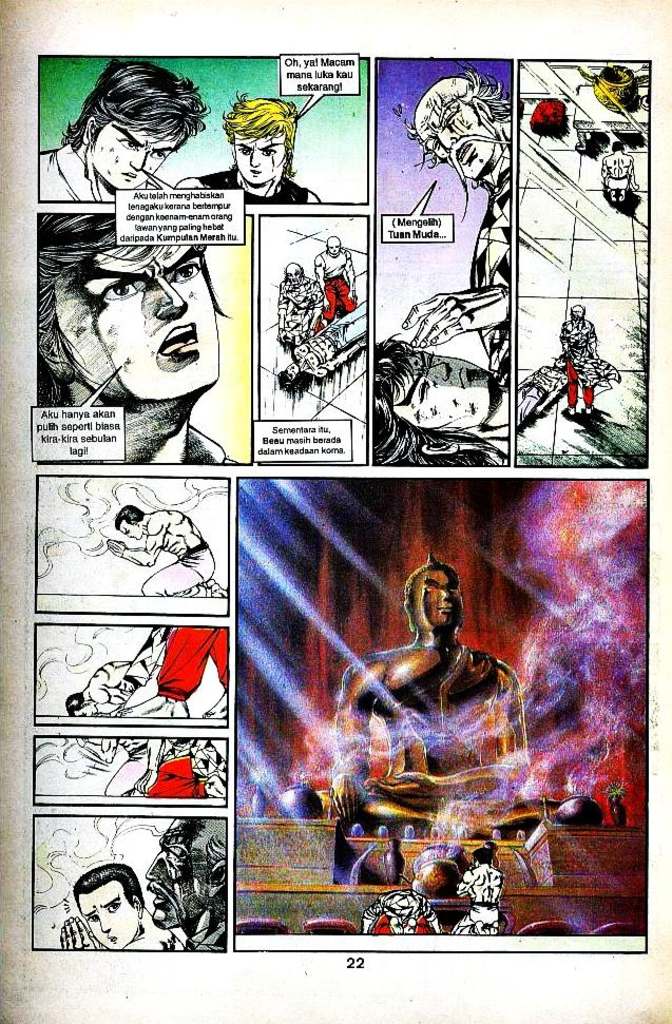 Oh, ya! Macam
mana luka kau
sekarang!
Aku telah menghabiskan
tenagaku kerana bertempur
dengan keenam-enam orang
lawan yang paling hebat
daripada Kumpulan Merah itu.
Aku hanya akan
pulih seperti biasa
kira-kira sebulan
lagi!
Sementara itu,
Beau masih berada
dalam keadaan koma.
( Mengelih)
Tuan Muda...
22